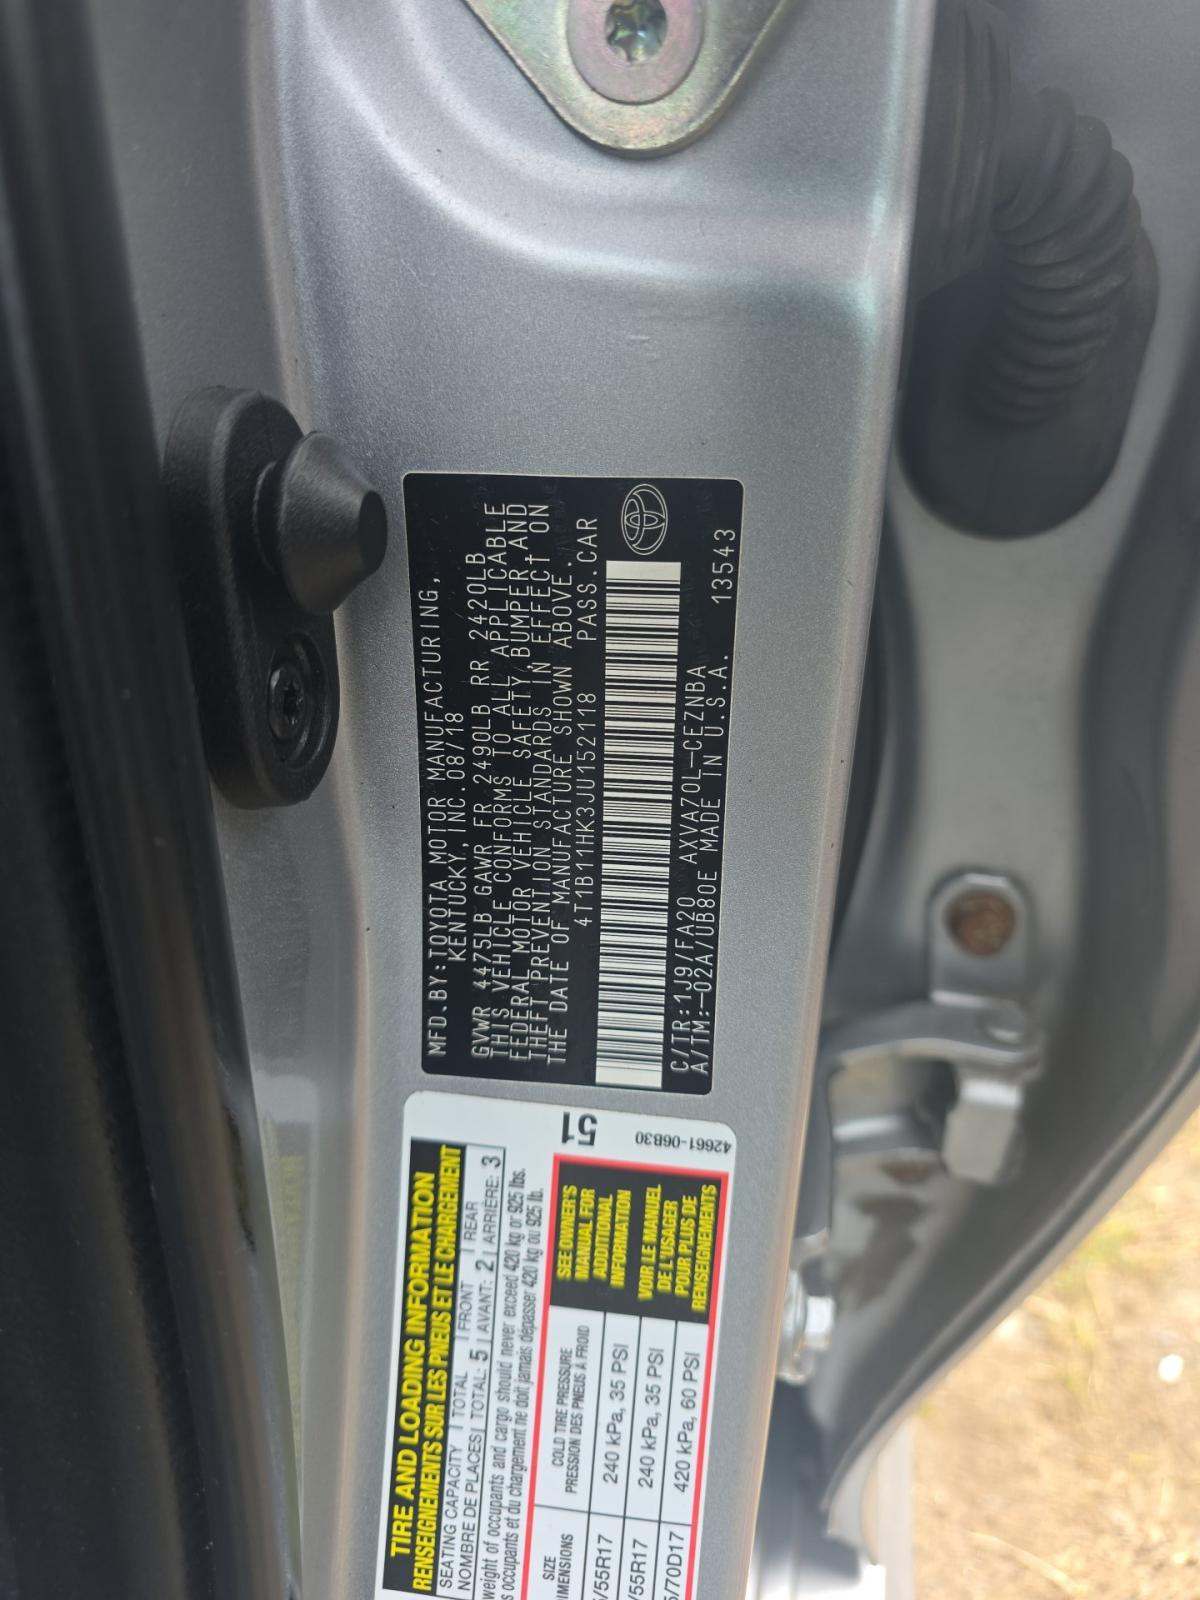 MFD.BY:TOYOTA MOTOR MANUFACTURING,
KENTUCKY, INC.08/18
GVWR 4475LB GAWR FR 2490LB RR 2420LB
THIS VEHICLE CONFORMS TO ALL APPLICABLE
FEDERAL MOTOR VEHICLE SAFETY, BUMPER, AND
THEFT PREVENTION STANDARDS IN EFFECT ON
THE DATE OF MANUFACTURE SHOWN ABOVE.
4T1B11HK3JU152118 PASS.CAR
C/TR:1J9/FA20 AXVA70L-CEZNBA
A/TM:-02A/UB80E MADE IN U.S.A. 13543
TIRE AND LOADING INFORMATION
RENSEIGNEMENTS SUR LES PNEUS ET LE CHARGEMENT
SEATING CAPACITY TOTAL FRONT REAR
NOMBRE DE PLACES TOTAL: 5 AVANT: 2 ARRIÈRE: 3
weight of occupants and cargo should never exceed 420 kg or 925 lbs.
occupants et du chargement ne doit jamais dépasser 420 kg ou 925 lb.
51
42661-06B30
SIZE COLD TIRE PRESSURE
PRESSION DES PNEUS À FROID
/55R17 240 kPa, 35 PSI
/55R17 240 kPa, 35 PSI
/70D17 420 kPa, 60 PSI
SEE OWNER'S
MANUAL FOR
ADDITIONAL
INFORMATION
VOIR LE MANUEL
DE L'USAGER
POUR PLUS DE
RENSEIGNEMENTS